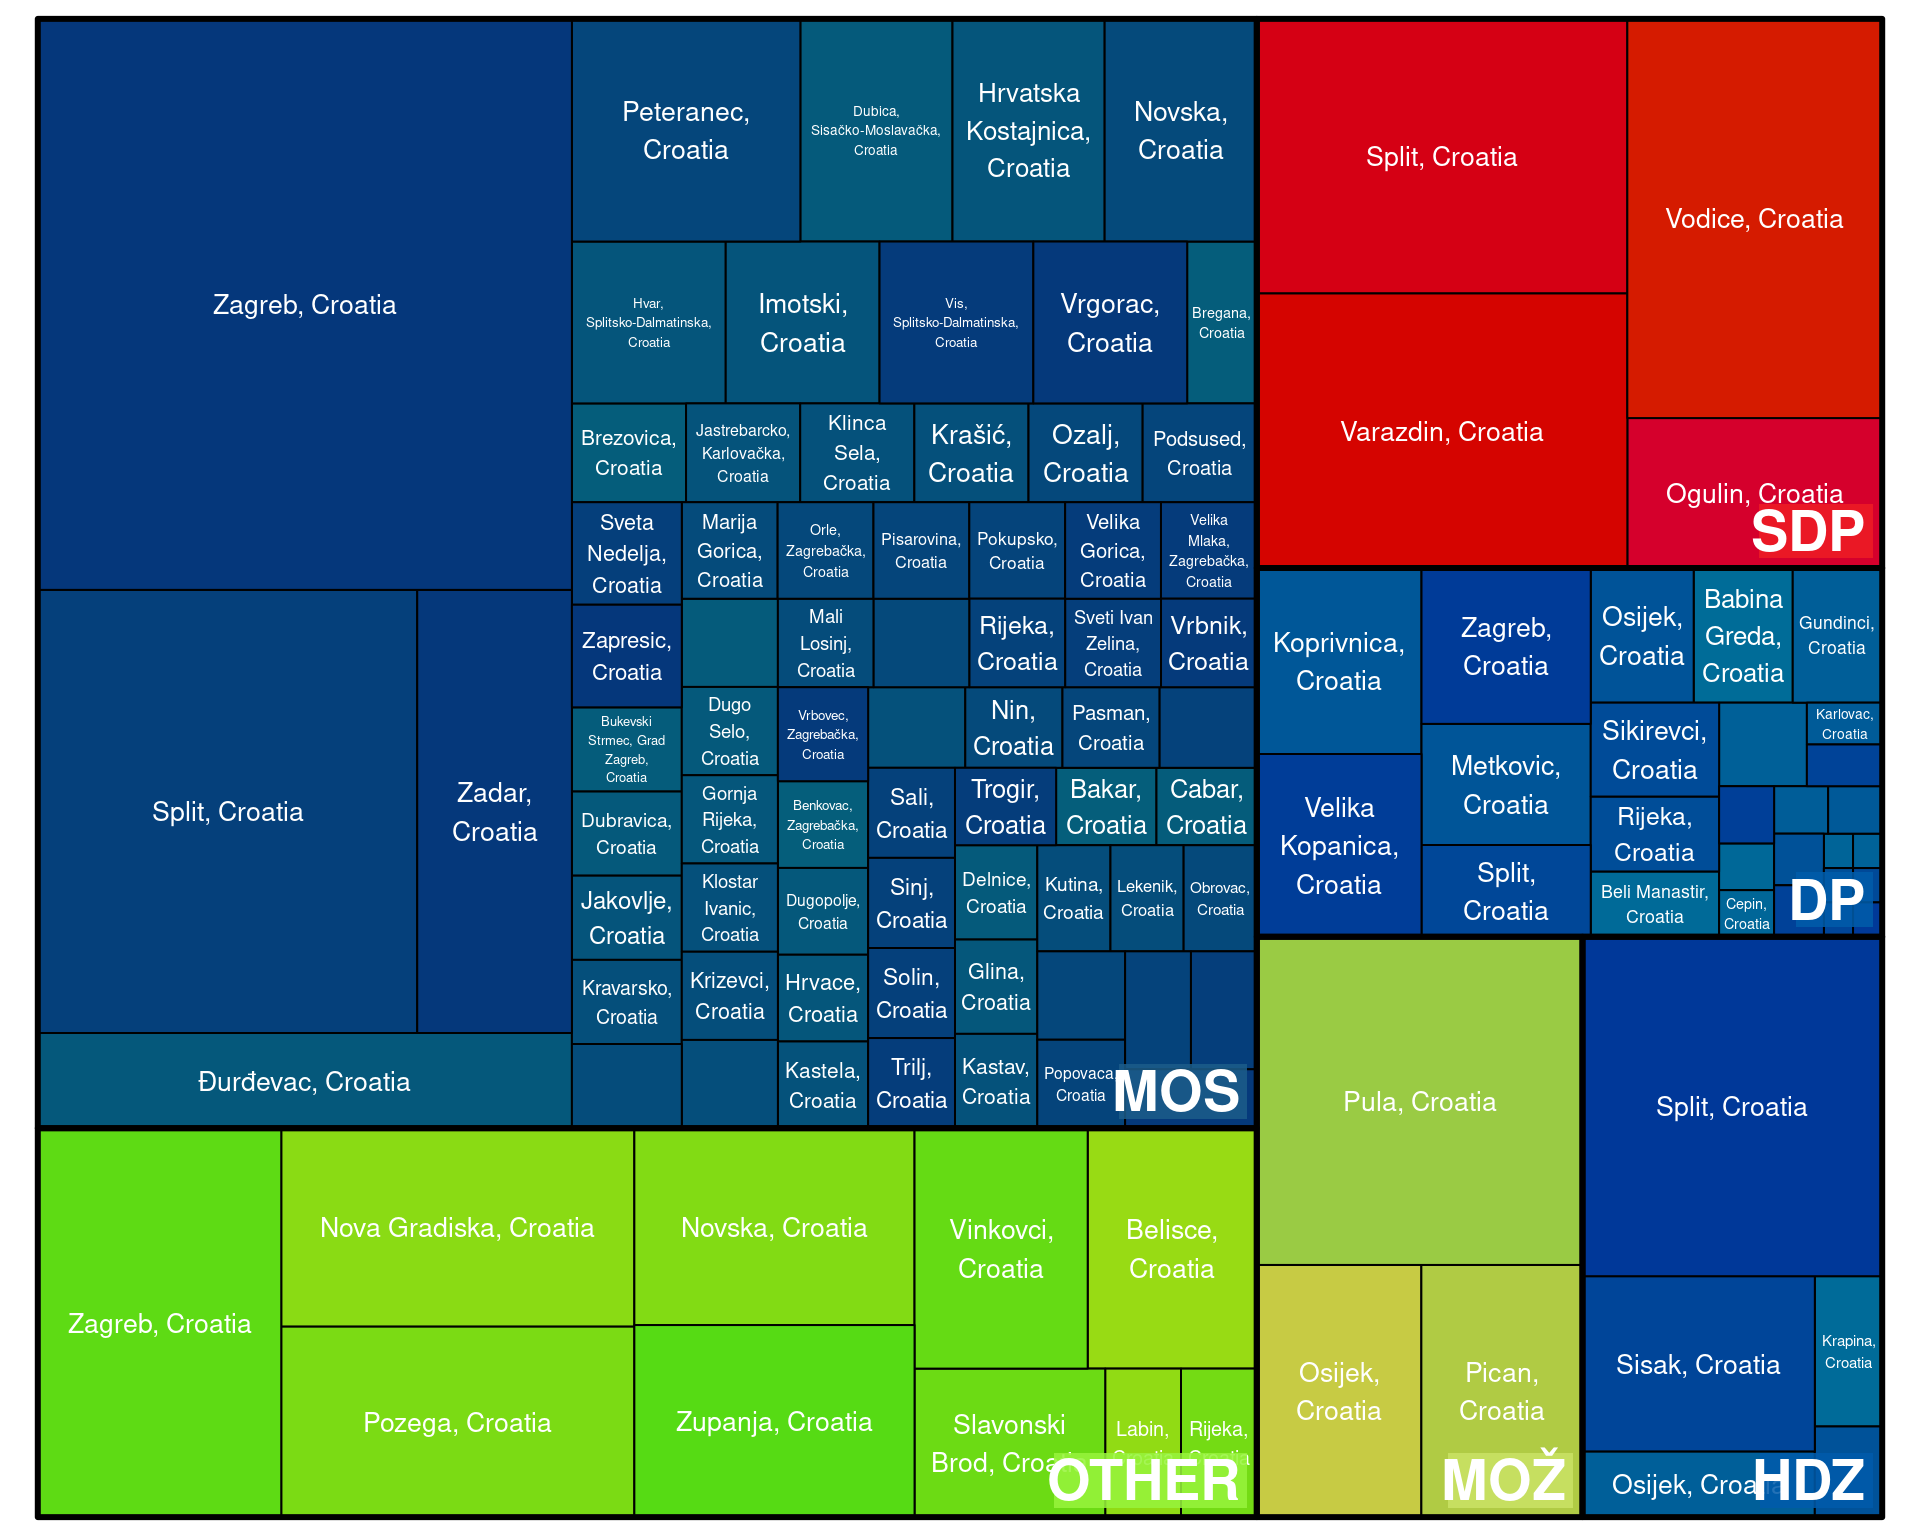 Zagreb, Croatia
Split, Croatia
Zadar,
Croatia
Đurđevac, Croatia
Peteranec,
Croatia
Dubica,
Sisačko-Moslavačka,
Croatia
Hrvatska
Kostajnica,
Croatia
Novska,
Croatia
Hvar,
Splitsko-Dalmatinska,
Croatia
Imotski,
Croatia
Vis,
Splitsko-Dalmatinska,
Croatia
Vrgorac,
Croatia
Bregana,
Croatia
Brezovica,
Croatia
Jastrebarcko,
Karlovačka,
Croatia
Klinca
Sela,
Croatia
Krašić,
Croatia
Ozalj,
Croatia
Podsused,
Croatia
Sveta
Nedelja,
Croatia
Zapresic,
Croatia
Bukevski
Strmec, Grad
Zagreb,
Croatia
Dubravica,
Croatia
Jakovlje,
Croatia
Kravarsko,
Croatia
Marija
Gorica,
Croatia
Orle,
Zagrebačka,
Croatia
Pisarovina,
Croatia
Pokupsko,
Croatia
Velika
Gorica,
Croatia
Velika
Mlaka,
Zagrebačka,
Croatia
Mali
Losinj,
Croatia
Rijeka,
Croatia
Sveti Ivan
Zelina,
Croatia
Vrbnik,
Croatia
Dugo
Selo,
Croatia
Gornja
Rijeka,
Croatia
Klostar
Ivanic,
Croatia
Krizevci,
Croatia
Vrbovec,
Zagrebačka,
Croatia
Benkovac,
Zagrebačka,
Croatia
Dugopolje,
Croatia
Hrvace,
Croatia
Kastela,
Croatia
Nin,
Croatia
Pasman,
Croatia
Sali,
Croatia
Sinj,
Croatia
Solin,
Croatia
Trilj,
Croatia
Trogir,
Croatia
Bakar,
Croatia
Cabar,
Croatia
Delnice,
Croatia
Glina,
Croatia
Kastav,
Croatia
Kutina,
Croatia
Lekenik,
Croatia
Obrovac,
Croatia
Popovaca,
Croatia
MOS
Split, Croatia
Varazdin, Croatia
Vodice, Croatia
Ogulin, Croatia
SDP
Koprivnica,
Croatia
Velika
Kopanica,
Croatia
Zagreb,
Croatia
Metkovic,
Croatia
Split,
Croatia
Osijek,
Croatia
Babina
Greda,
Croatia
Gundinci,
Croatia
Sikirevci,
Croatia
Rijeka,
Croatia
Beli Manastir,
Croatia
Karlovac,
Croatia
Cepin,
Croatia
DP
Zagreb, Croatia
Nova Gradiska, Croatia
Pozega, Croatia
Novska, Croatia
Zupanja, Croatia
Vinkovci,
Croatia
Belisce,
Croatia
Slavonski
Brod, Croatia
Labin,
Croatia
Rijeka,
Croatia
OTHER
Pula, Croatia
Osijek,
Croatia
Pican,
Croatia
MOŽ
Split, Croatia
Sisak, Croatia
Krapina,
Croatia
Osijek, Croatia
HDZ